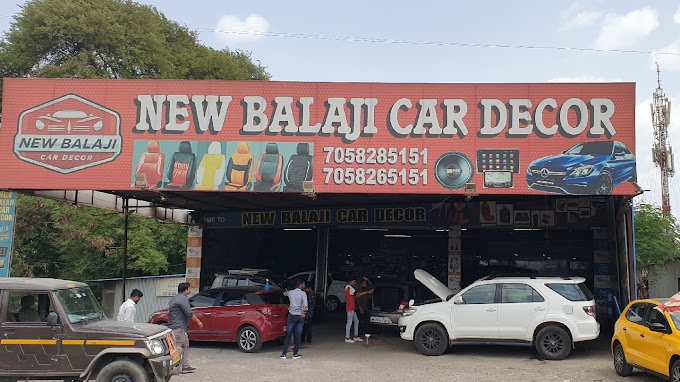 NEW BALAJI
CAR DECOR
NEW BALAJI CAR DECOR
7058285151
7058265151
NEW BALAJI CAR DECOR